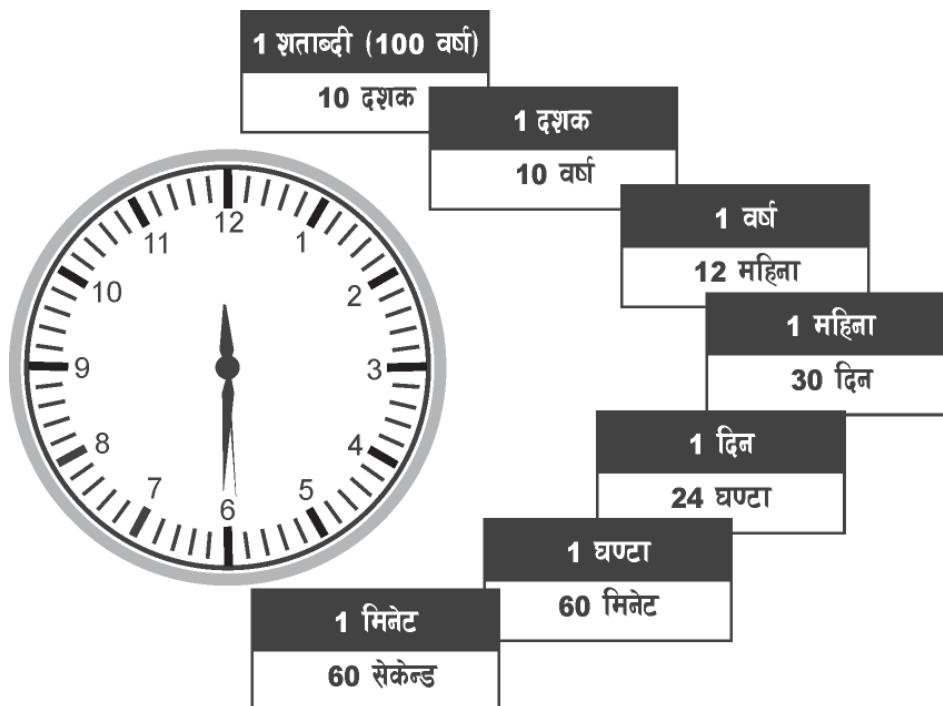 1 शताब्दी (100 वर्ष)
10 दशक
1 दशक
10 वर्ष
1 वर्ष
12 महिना
1 महिना
30 दिन
1 दिन
24 घण्टा
1 घण्टा
60 मिनेट
1 मिनेट
60 सेकेन्ड
12
1
2
3
4
5
6
7
8
9
10
11